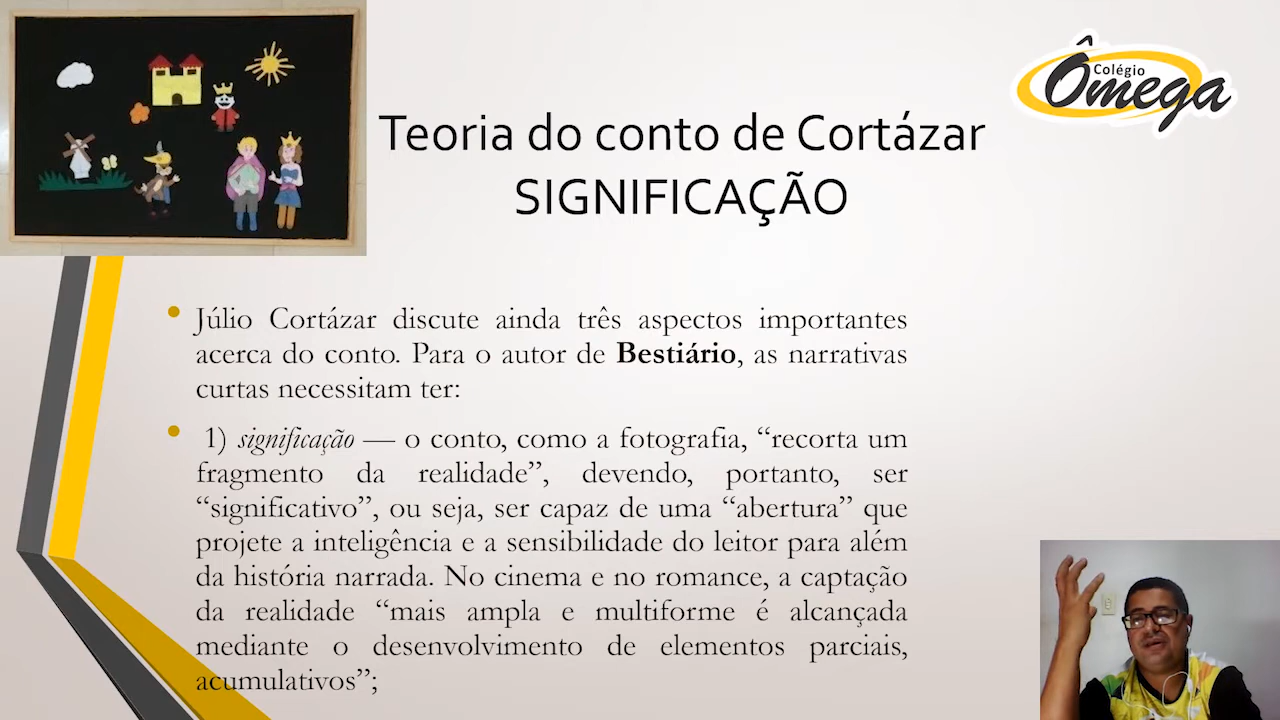 Colégio
Ômega
Teoria do conto de Cortázar
SIGNIFICAÇÃO
• Júlio Cortázar discute ainda três aspectos importantes
acerca do conto. Para o autor de Bestiário, as narrativas
curtas necessitam ter:
• 1) significação — o conto, como a fotografia, “recorta um
fragmento da realidade”, devendo, portanto, ser
“significativo”, ou seja, ser capaz de uma “abertura” que
projete a inteligência e a sensibilidade do leitor para além
da história narrada. No cinema e no romance, a captação
da realidade “mais ampla e multiforme é alcançada
mediante o desenvolvimento de elementos parciais,
acumulativos”;